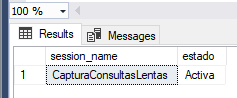 100 %
Results Messages
session_name estado
1 CapturaConsultasLentas Activa